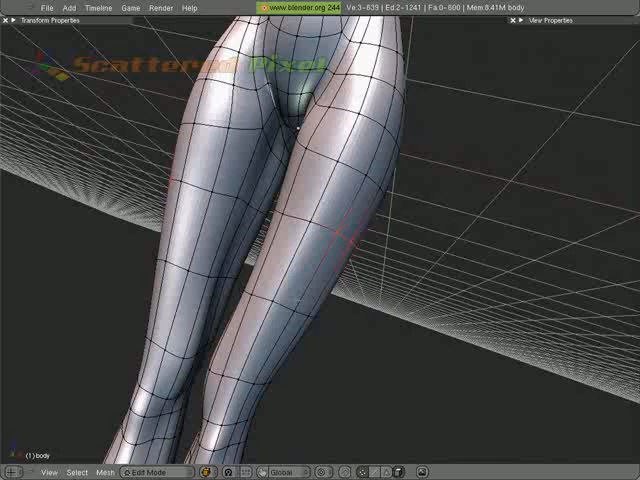 File Add Timeline Game Render Help www.blender.org 244 Ve:3-639 | Ed:2-1241 | Fa:0-600 | Mem:8.41M body
Transform Properties View Properties
Scattered Pixel
(1) body
View Select Mesh Edit Mode Global